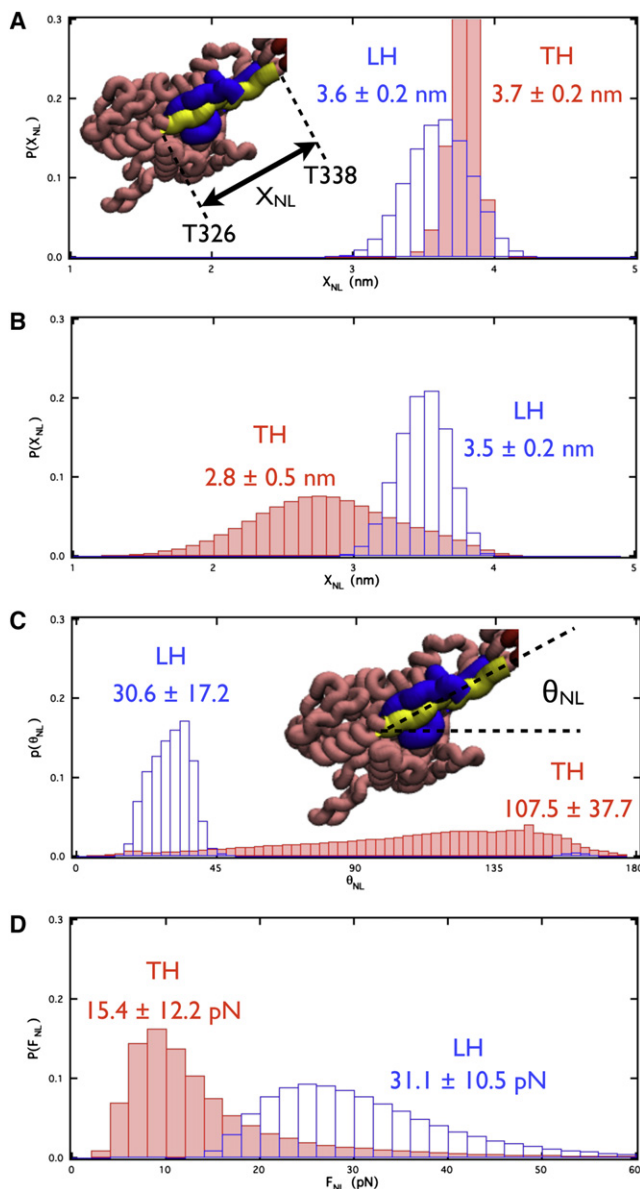 A
0.3
0.2
0.1
0.0
P(X_NL)
LH
3.6 ± 0.2 nm
TH
3.7 ± 0.2 nm
X_NL
T338
T326
1 2 3 4 5
X_NL (nm)
B
0.3
0.2
0.1
0.0
P(X_NL)
TH
2.8 ± 0.5 nm
LH
3.5 ± 0.2 nm
1 2 3 4 5
X_NL (nm)
C
0.3
0.2
0.1
0.0
p(θ_NL)
LH
30.6 ± 17.2
θ_NL
TH
107.5 ± 37.7
0 45 90 135 180
θ_NL
D
0.3
0.2
0.1
0.0
P(F_NL)
TH
15.4 ± 12.2 pN
LH
31.1 ± 10.5 pN
0 10 20 30 40 50 60
F_NL (pN)